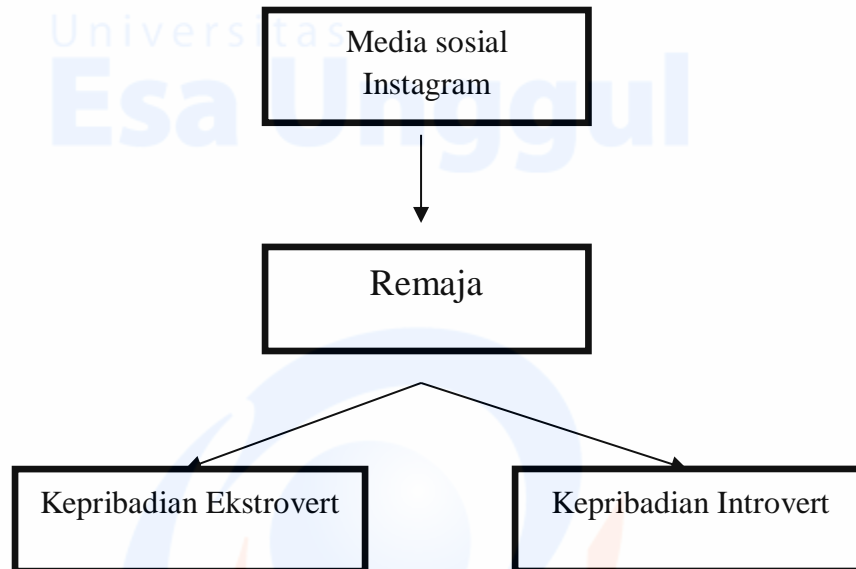 Universitas
Esa Unggul
Media sosial
Instagram
Remaja
Kepribadian Ekstrovert
Kepribadian Introvert